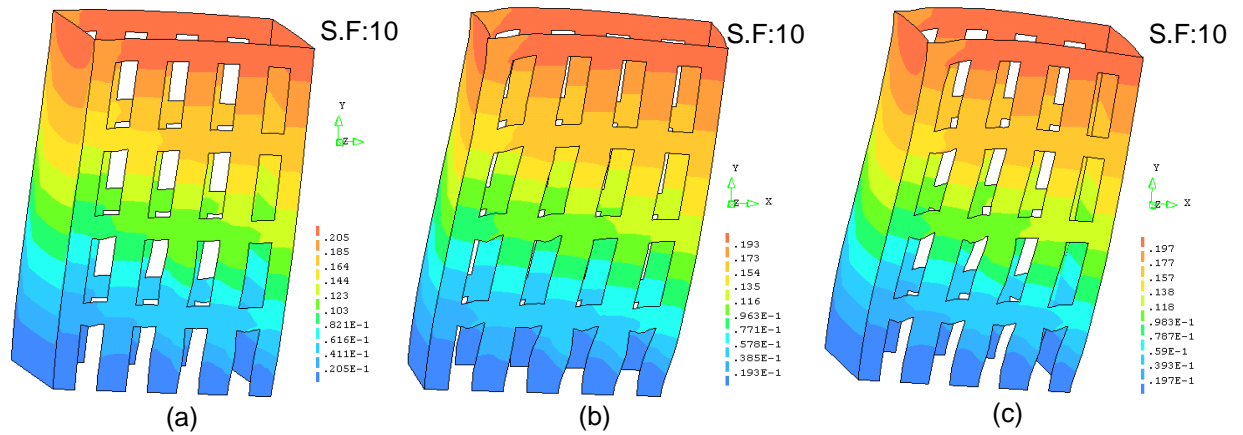 S.F:10
Y
Z
.205
.185
.164
.144
.123
.103
.821E-1
.616E-1
.411E-1
.205E-1
(a)
S.F:10
Y
Z X
.193
.173
.154
.135
.116
.963E-1
.771E-1
.578E-1
.385E-1
.193E-1
(b)
S.F:10
Y
Z X
.197
.177
.157
.138
.118
.983E-1
.787E-1
.59E-1
.393E-1
.197E-1
(c)